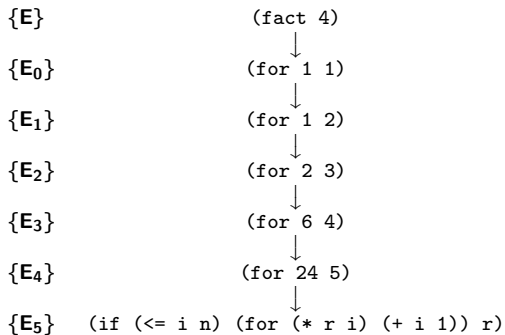 {E} (fact 4)
{E₀} (for 1 1)
{E₁} (for 1 2)
{E₂} (for 2 3)
{E₃} (for 6 4)
{E₄} (for 24 5)
{E₅} (if (<= i n) (for (* r i) (+ i 1)) r)